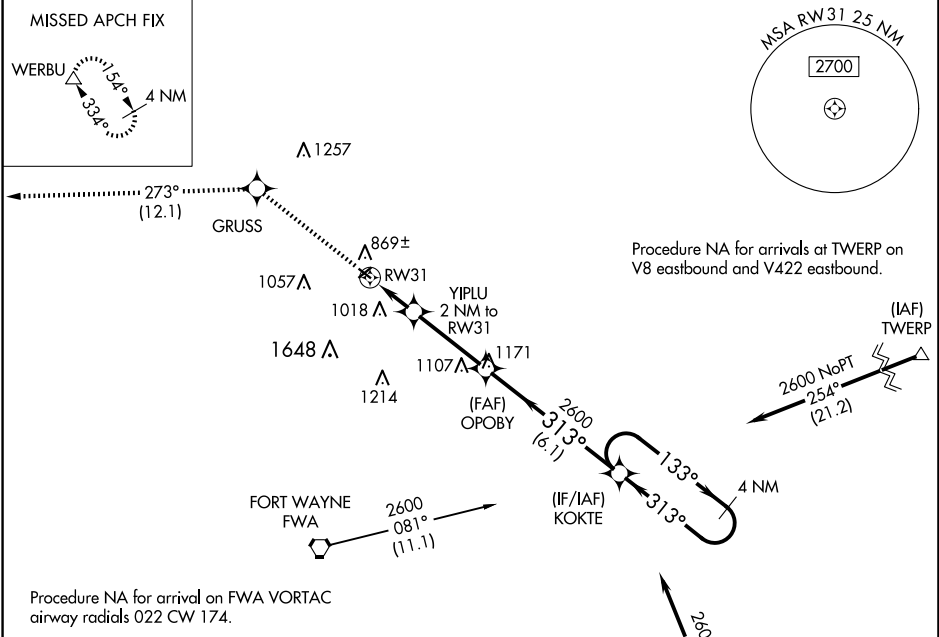 MISSED APCH FIX
WERBU
154°
334°
4 NM
MSA RW31 25 NM
2700
1257
273°
(12.1)
GRUSS
869±
RW31
1057
1018
YIPLU
2 NM to
RW31
Procedure NA for arrivals at TWERP on
V8 eastbound and V422 eastbound.
(IAF)
TWERP
1648
1107
1171
1214
(FAF)
OPOBY
2600 NoPT
254°
(21.2)
2600
313°
(6.1)
133°
313°
4 NM
(IF/IAF)
KOKTE
FORT WAYNE
FWA
2600
081°
(11.1)
Procedure NA for arrival on FWA VORTAC
airway radials 022 CW 174.